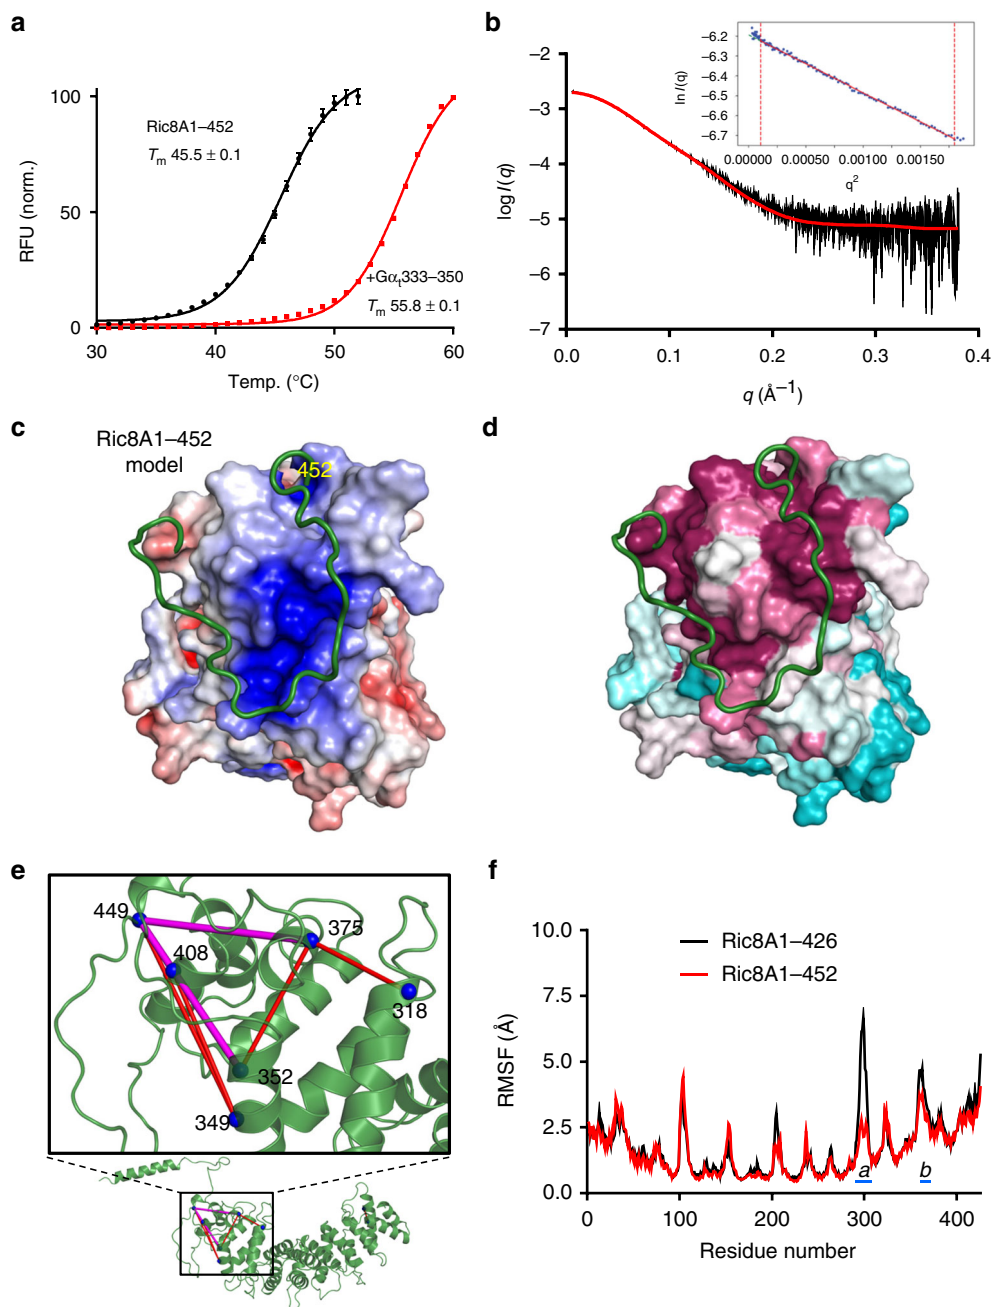 a
100
50
0
RFU (norm.)
Ric8A1–452
Tm 45.5 ± 0.1
+Gαt333–350
Tm 55.8 ± 0.1
30
40
50
60
Temp. (°C)
b
–2
–3
–4
–5
–6
–7
log I (q)
0.0
0.1
0.2
0.3
0.4
q (Å–1)
–6.2
–6.3
–6.4
–6.5
–6.6
–6.7
ln I (q)
0.00000
0.00050
0.00100
0.00150
q2
c
Ric8A1–452
model
452
d
e
449
408
375
318
352
349
f
10.0
7.5
5.0
2.5
0.0
RMSF (Å)
Ric8A1–426
Ric8A1–452
a
b
0
100
200
300
400
Residue number